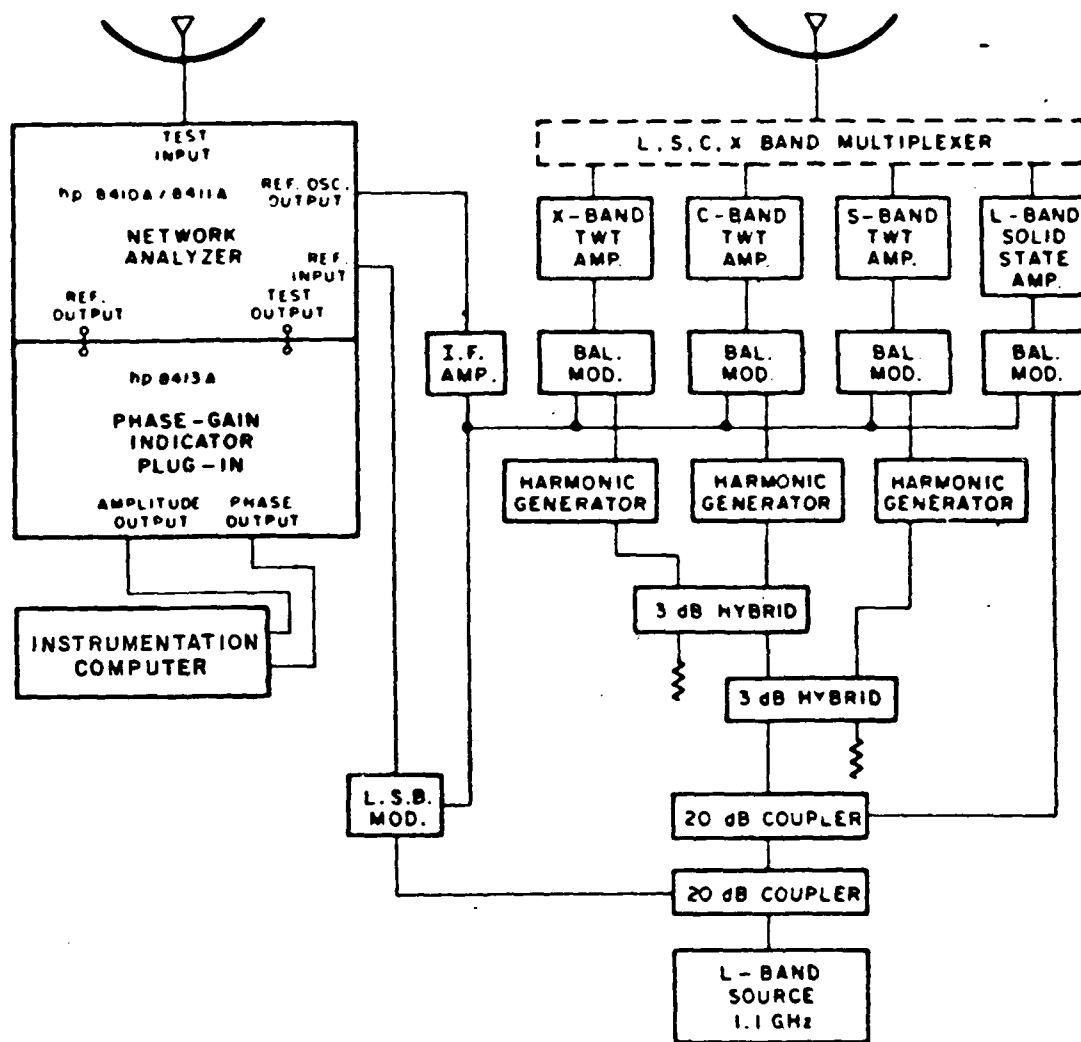 TEST
INPUT
hp 8410A / 8411A
REF. OSC.
OUTPUT
NETWORK
ANALYZER
REF.
INPUT
REF.
OUTPUT
TEST
OUTPUT
hp 8413A
PHASE-GAIN
INDICATOR
PLUG-IN
AMPLITUDE
OUTPUT
PHASE
OUTPUT
INSTRUMENTATION
COMPUTER
I.F.
AMP.
L.S.B.
MOD.
L.S.C.X BAND MULTIPLEXER
X-BAND
TWT
AMP.
C-BAND
TWT
AMP.
S-BAND
TWT
AMP.
L-BAND
SOLID
STATE
AMP.
BAL.
MOD.
BAL.
MOD.
BAL.
MOD.
BAL.
MOD.
HARMONIC
GENERATOR
HARMONIC
GENERATOR
HARMONIC
GENERATOR
3 dB HYBRID
3 dB HYBRID
20 dB COUPLER
20 dB COUPLER
L-BAND
SOURCE
1.1 GHz